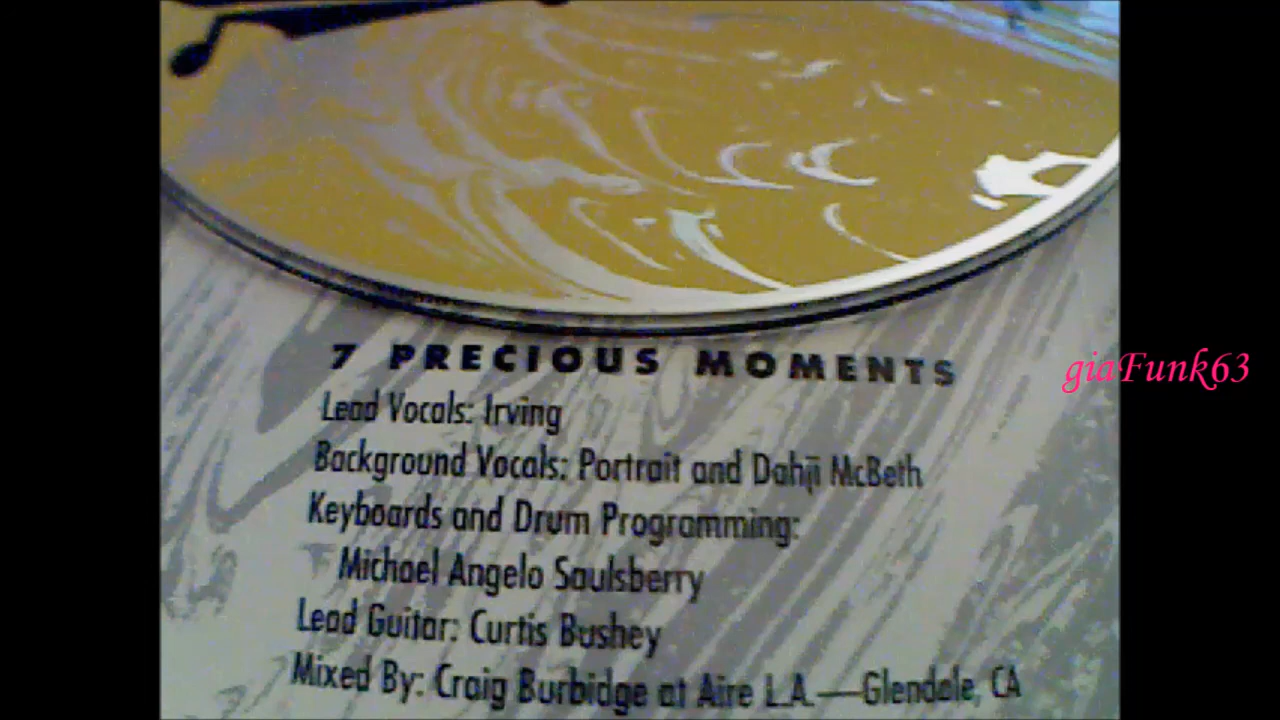 7 PRECIOUS MOMENTS
giaFunk63
Lead Vocals: Irving
Background Vocals: Portrait and Dahji McBeth
Keyboards and Drum Programming:
Michael Angelo Saulsberry
Lead Guitar: Curtis Bushey
Mixed By: Craig Burbidge at Aire L.A.—Glendale, CA